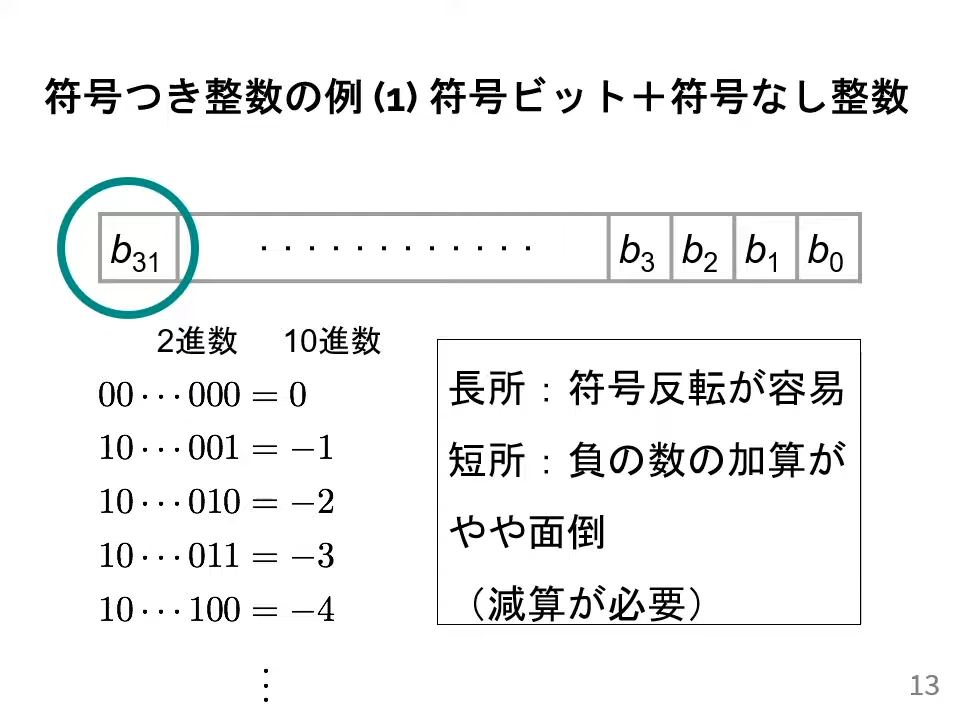 符号つき整数の例 (1) 符号ビット＋符号なし整数
b31 ············ b3 b2 b1 b0
2進数 10進数
00···000 = 0
10···001 = −1
10···010 = −2
10···011 = −3
10···100 = −4
⋮
長所：符号反転が容易
短所：負の数の加算が
やや面倒
（減算が必要）
13